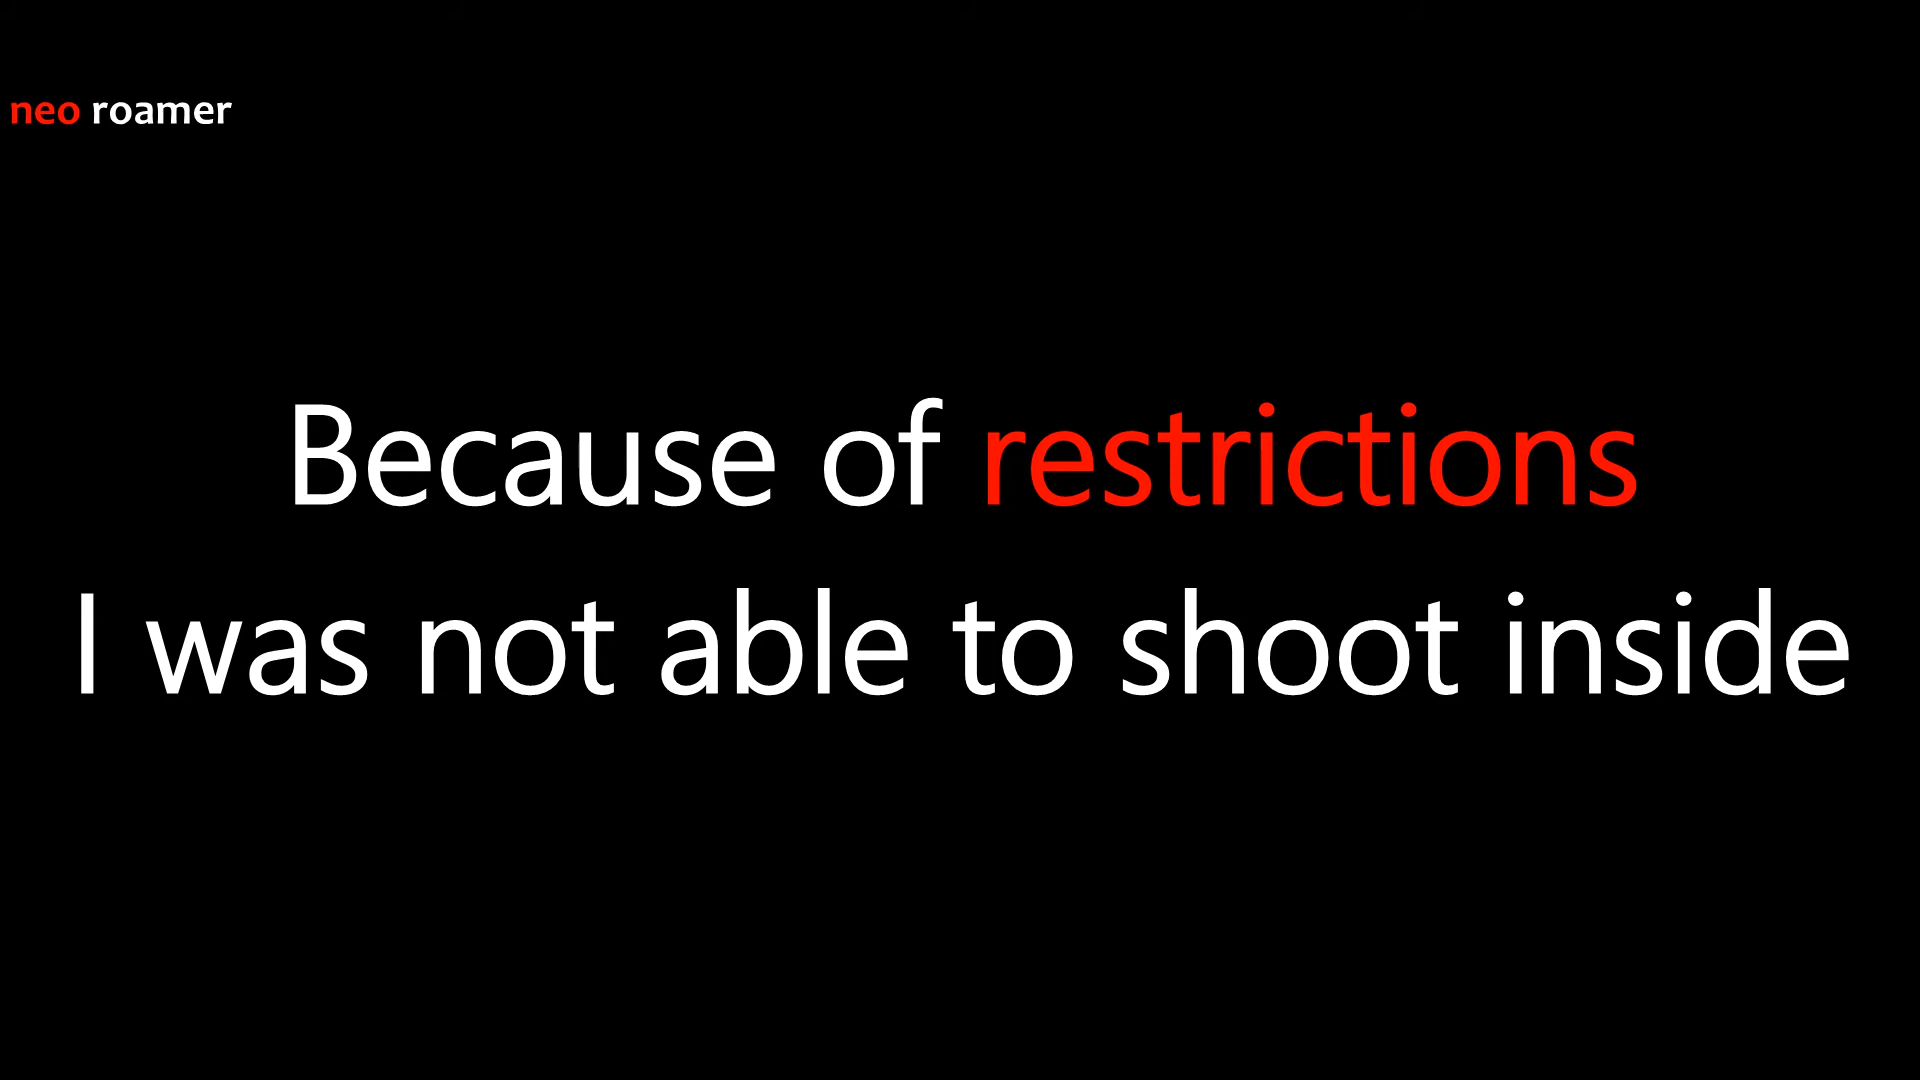 neo roamer
Because of restrictions
I was not able to shoot inside